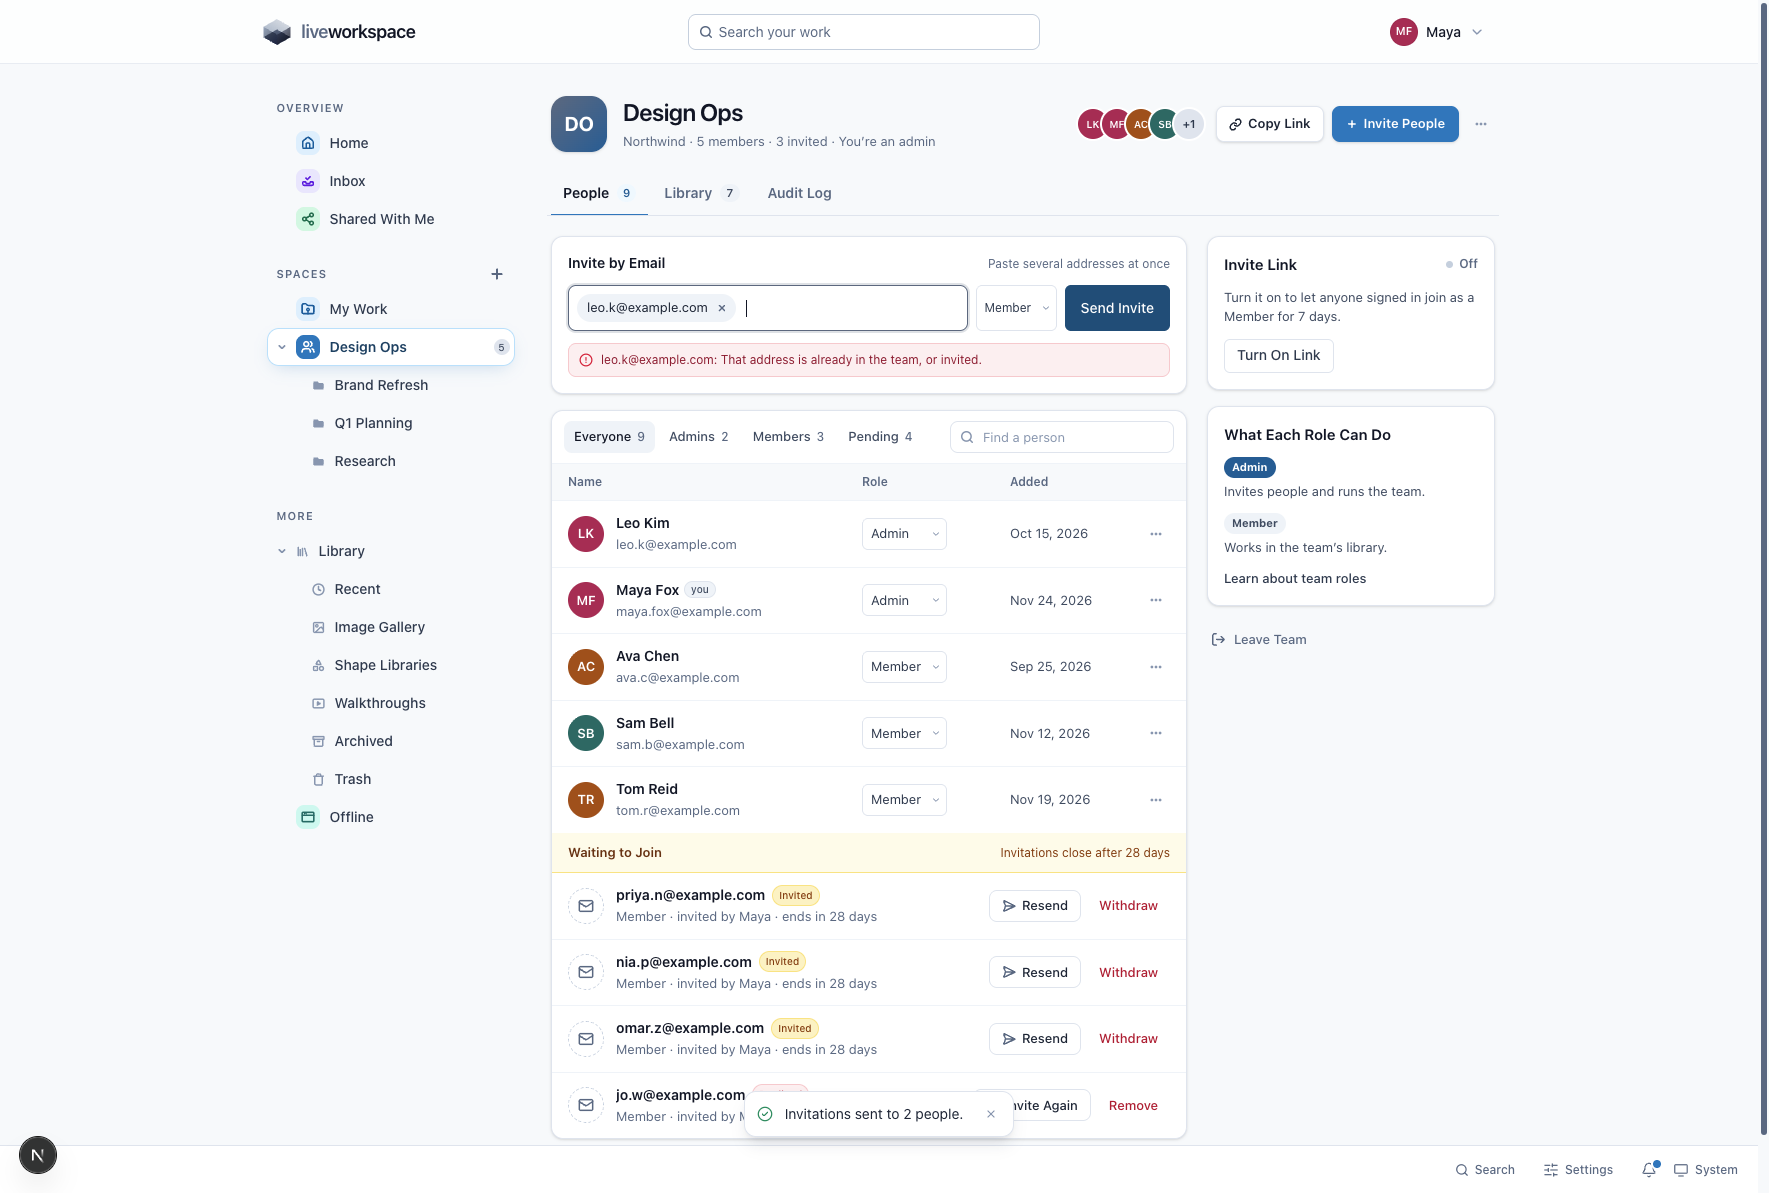 liveworkspace
Search your work
MF Maya
OVERVIEW
Home
Inbox
Shared With Me
SPACES
My Work
Design Ops 5
Brand Refresh
Q1 Planning
Research
MORE
Library
Recent
Image Gallery
Shape Libraries
Walkthroughs
Archived
Trash
Offline
DO
Design Ops
Northwind · 5 members · 3 invited · You’re an admin
LK MF AC SB +1
Copy Link
+ Invite People
People 9 Library 7 Audit Log
Invite by Email
Paste several addresses at once
leo.k@example.com
Member
Send Invite
leo.k@example.com: That address is already in the team, or invited.
Everyone 9 Admins 2 Members 3 Pending 4
Find a person
Name Role Added
LK Leo Kim Admin Oct 15, 2026
leo.k@example.com
MF Maya Fox you Admin Nov 24, 2026
maya.fox@example.com
AC Ava Chen Member Sep 25, 2026
ava.c@example.com
SB Sam Bell Member Nov 12, 2026
sam.b@example.com
TR Tom Reid Member Nov 19, 2026
tom.r@example.com
Waiting to Join Invitations close after 28 days
priya.n@example.com Invited Resend Withdraw
Member · invited by Maya · ends in 28 days
nia.p@example.com Invited Resend Withdraw
Member · invited by Maya · ends in 28 days
omar.z@example.com Invited Resend Withdraw
Member · invited by Maya · ends in 28 days
jo.w@example.com Again Remove
Member · invited by
Invitations sent to 2 people.
Invite Link Off
Turn it on to let anyone signed in join as a
Member for 7 days.
Turn On Link
What Each Role Can Do
Admin
Invites people and runs the team.
Member
Works in the team’s library.
Learn about team roles
Leave Team
N
Search Settings System